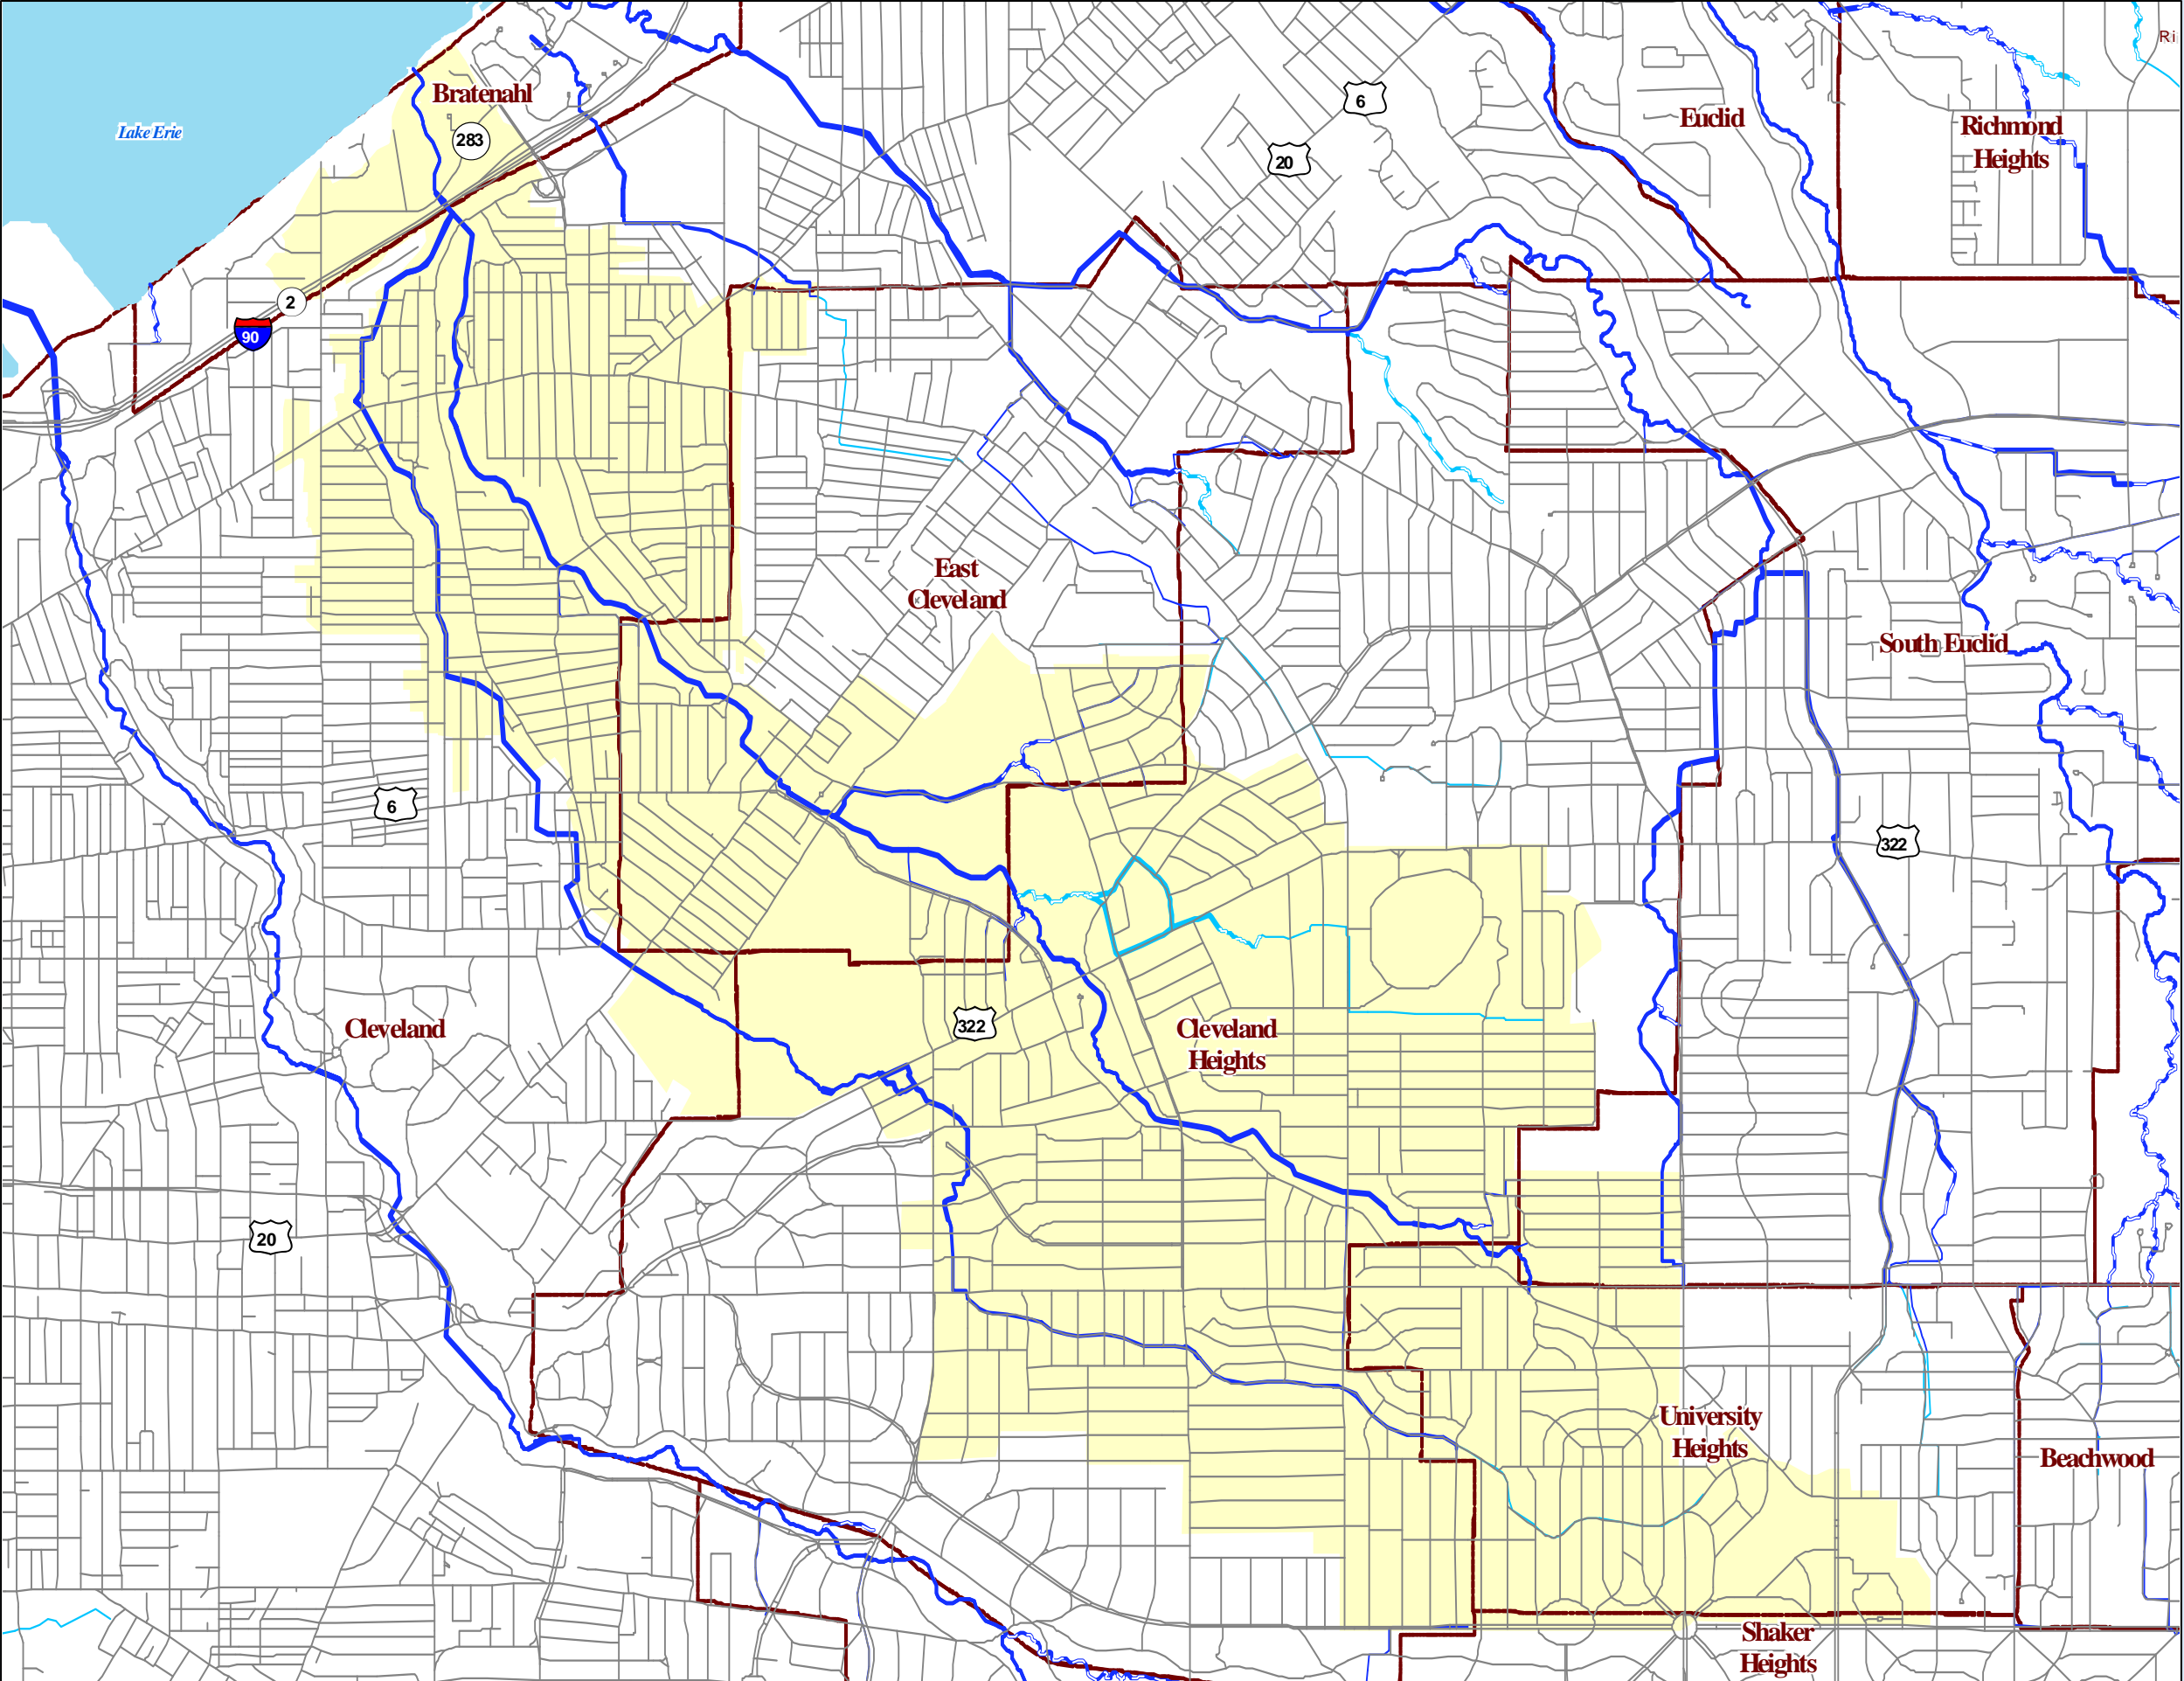 Ri
Bratenahl
6
Euclid
Richmond
Heights
Lake Erie
283
20
2
90
East
Cleveland
South Euclid
6
322
322
Cleveland
Cleveland
Heights
20
University
Heights
Beachwood
Shaker
Heights